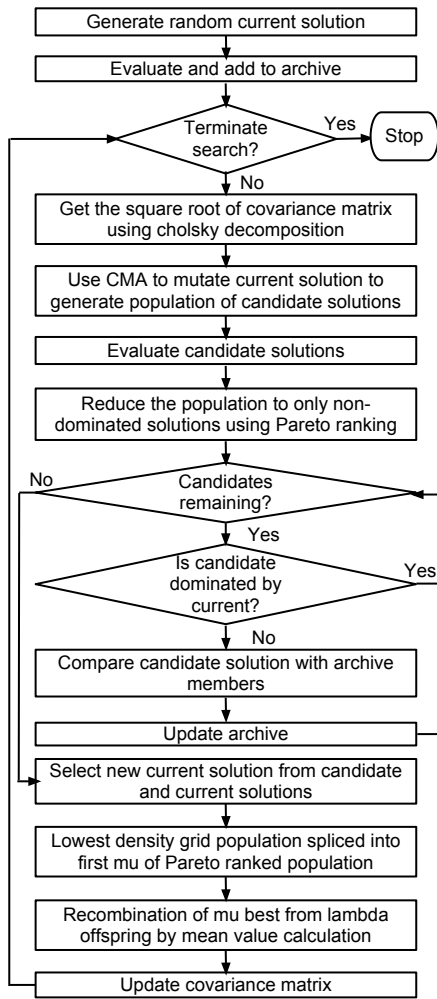 Generate random current solution
Evaluate and add to archive
Terminate
search?
Yes
Stop
No
Get the square root of covariance matrix
using cholsky decomposition
Use CMA to mutate current solution to
generate population of candidate solutions
Evaluate candidate solutions
Reduce the population to only non-
dominated solutions using Pareto ranking
No
Candidates
remaining?
Yes
Is candidate
dominated by
current?
Yes
No
Compare candidate solution with archive
members
Update archive
Select new current solution from candidate
and current solutions
Lowest density grid population spliced into
first mu of Pareto ranked population
Recombination of mu best from lambda
offspring by mean value calculation
Update covariance matrix